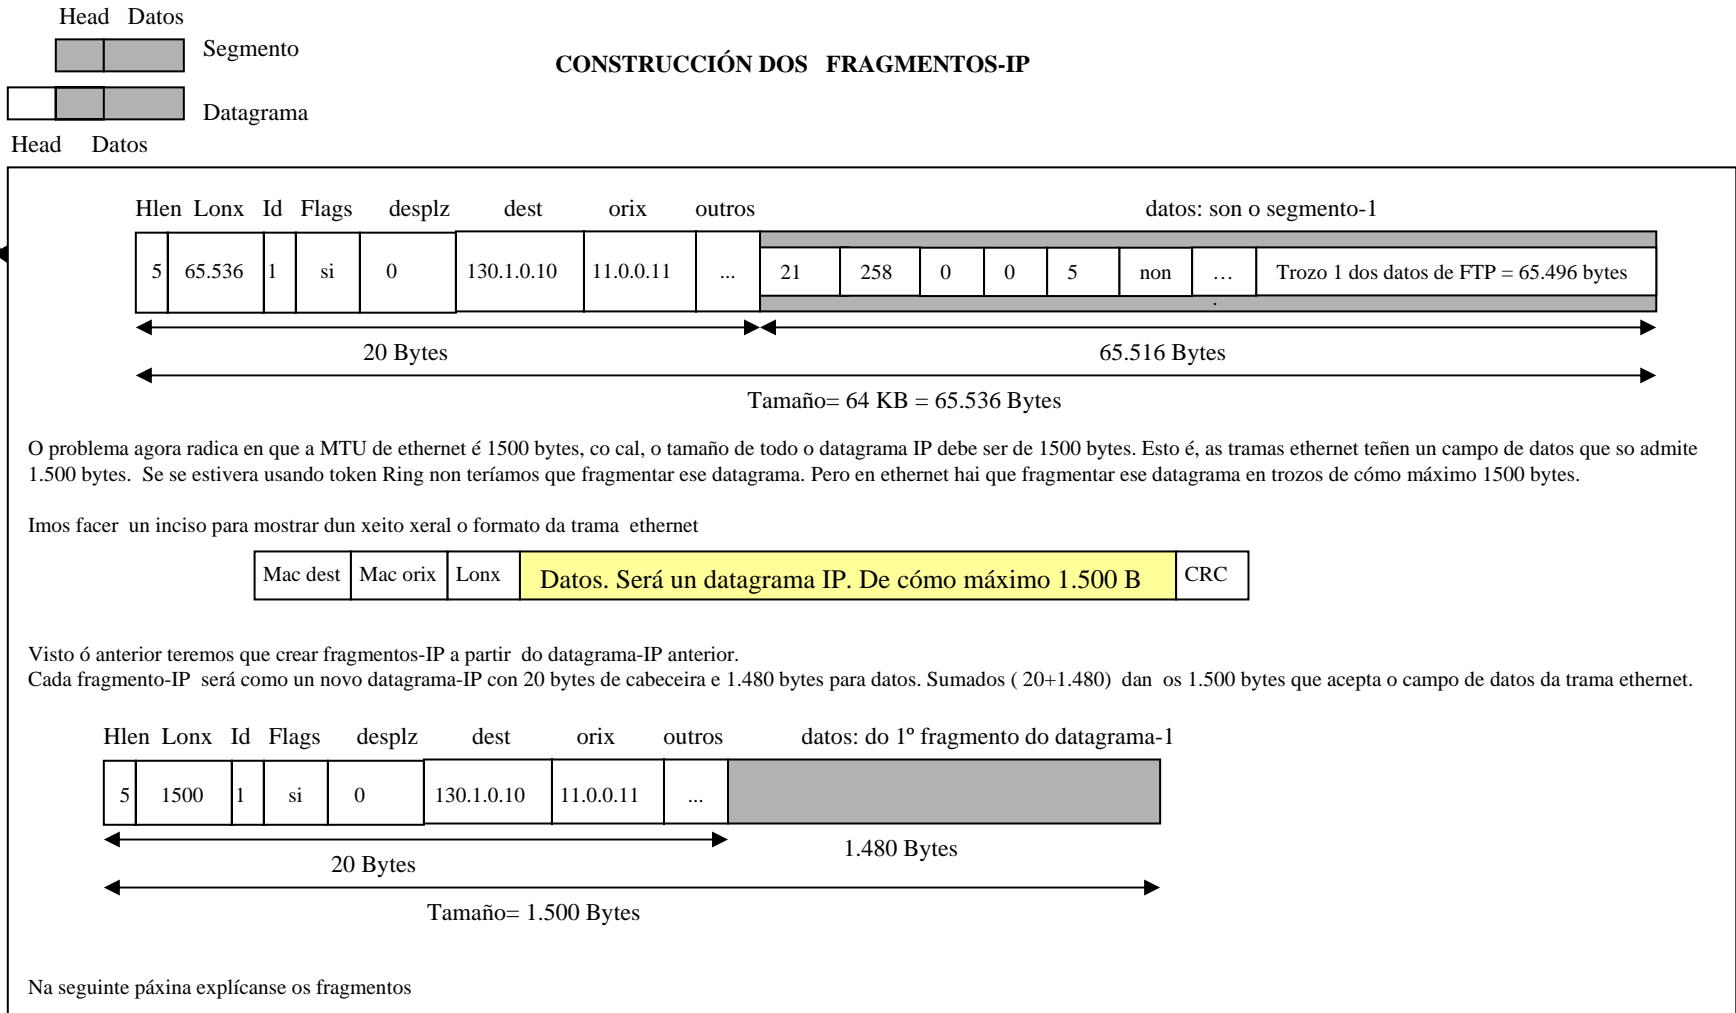 Head Datos
Segmento
CONSTRUCCIÓN DOS FRAGMENTOS-IP
Datagrama
Head Datos
Hlen Lonx Id Flags desplz dest orix outros datos: son o segmento-1
5 65.536 1 si 0 130.1.0.10 11.0.0.11 ... 21 258 0 0 5 non … Trozo 1 dos datos de FTP = 65.496 bytes
.
20 Bytes 65.516 Bytes
Tamaño= 64 KB = 65.536 Bytes
O problema agora radica en que a MTU de ethernet é 1500 bytes, co cal, o tamaño de todo o datagrama IP debe ser de 1500 bytes. Esto é, as tramas ethernet teñen un campo de datos que so admite
1.500 bytes. Se se estivera usando token Ring non teríamos que fragmentar ese datagrama. Pero en ethernet hai que fragmentar ese datagrama en trozos de cómo máximo 1500 bytes.
Imos facer un inciso para mostrar dun xeito xeral o formato da trama ethernet
Mac dest Mac orix Lonx Datos. Será un datagrama IP. De cómo máximo 1.500 B CRC
Visto ó anterior teremos que crear fragmentos-IP a partir do datagrama-IP anterior.
Cada fragmento-IP será como un novo datagrama-IP con 20 bytes de cabeceira e 1.480 bytes para datos. Sumados ( 20+1.480) dan os 1.500 bytes que acepta o campo de datos da trama ethernet.
Hlen Lonx Id Flags desplz dest orix outros datos: do 1º fragmento do datagrama-1
5 1500 1 si 0 130.1.0.10 11.0.0.11 ...
20 Bytes 1.480 Bytes
Tamaño= 1.500 Bytes
Na seguinte páxina explícanse os fragmentos